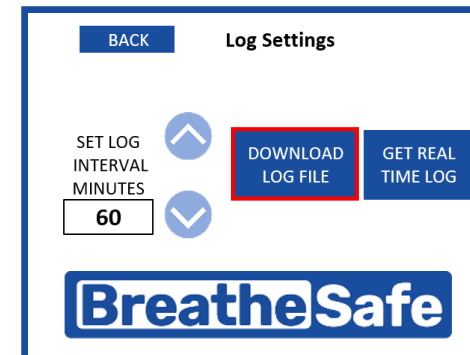 BACK
Log Settings
SET LOG
INTERVAL
MINUTES
60
DOWNLOAD
LOG FILE
GET REAL
TIME LOG
BreatheSafe